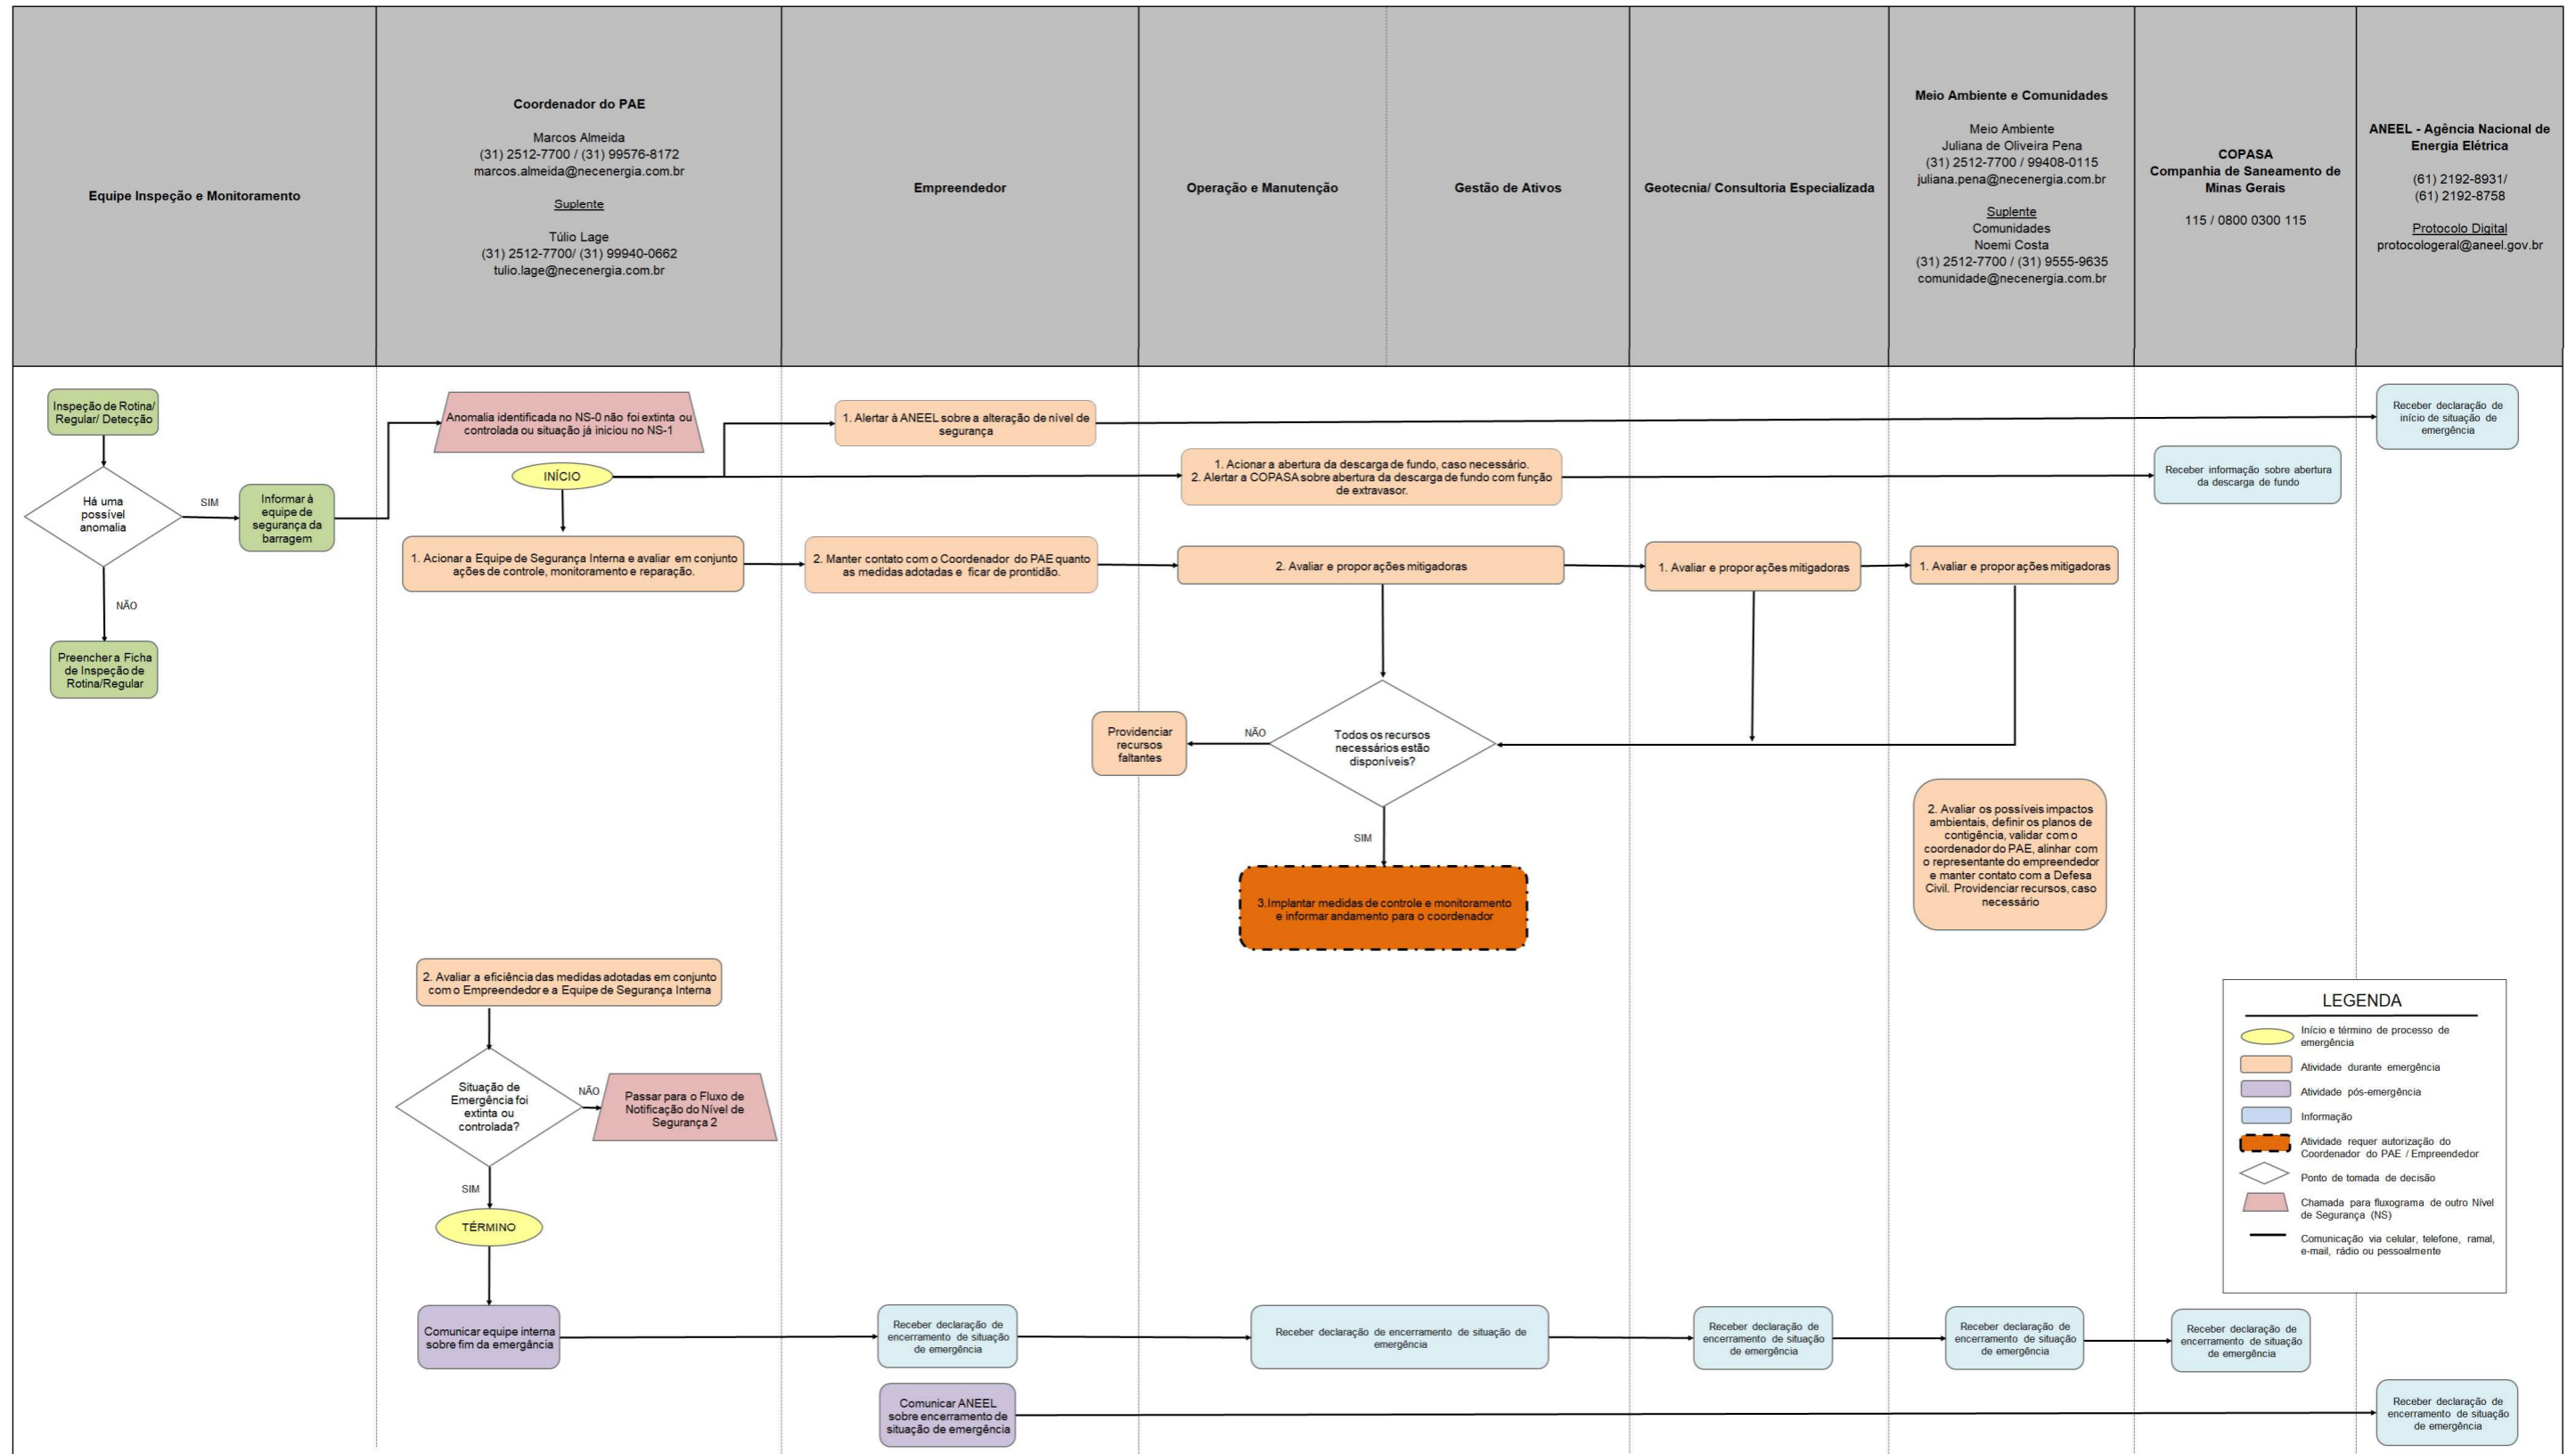 Equipe Inspeção e Monitoramento
Coordenador do PAE
Marcos Almeida
(31) 2512-7700 / (31) 99576-8172
marcos.almeida@necenergia.com.br
Suplente
Túlio Lage
(31) 2512-7700/ (31) 99940-0662
tulio.lage@necenergia.com.br
Empreendedor
Operação e Manutenção
Gestão de Ativos
Geotecnia/ Consultoria Especializada
Meio Ambiente e Comunidades
Meio Ambiente
Juliana de Oliveira Pena
(31) 2512-7700 / 99408-0115
juliana.pena@necenergia.com.br
Suplente
Comunidades
Noemi Costa
(31) 2512-7700 / (31) 9555-9635
comunidade@necenergia.com.br
COPASA
Companhia de Saneamento de
Minas Gerais
115 / 0800 0300 115
ANEEL - Agência Nacional de
Energia Elétrica
(61) 2192-8931/
(61) 2192-8758
Protocolo Digital
protocologeral@aneel.gov.br
Inspeção de Rotina/
Regular/ Detecção
Anomalia identificada no NS-0 não foi extinta ou
controlada ou situação já iniciou no NS-1
1. Alertar à ANEEL sobre a alteração de nível de
segurança
Receber declaração de
início de situação de
emergência
INÍCIO
1. Acionar a abertura da descarga de fundo, caso necessário.
2. Alertar a COPASA sobre abertura da descarga de fundo com função
de extravasor.
Receber informação sobre abertura
da descarga de fundo
Há uma
possível
anomalia
SIM
Informar à
equipe de
segurança da
barragem
1. Acionar a Equipe de Segurança Interna e avaliar em conjunto
ações de controle, monitoramento e reparação.
2. Manter contato com o Coordenador do PAE quanto
as medidas adotadas e ficar de prontidão.
2. Avaliar e propor ações mitigadoras
1. Avaliar e propor ações mitigadoras
1. Avaliar e propor ações mitigadoras
NÃO
Preencher a Ficha
de Inspeção de
Rotina/Regular
Providenciar
recursos
faltantes
NÃO
Todos os recursos
necessários estão
disponíveis?
SIM
2. Avaliar os possíveis impactos
ambientais, definir os planos de
contigência, validar com o
coordenador do PAE, alinhar com
o representante do empreendedor
e manter contato com a Defesa
Civil. Providenciar recursos, caso
necessário
3.Implantar medidas de controle e monitoramento
e informar andamento para o coordenador
2. Avaliar a eficiência das medidas adotadas em conjunto
com o Empreendedor e a Equipe de Segurança Interna
Situação de
Emergência foi
extinta ou
controlada?
NÃO
Passar para o Fluxo de
Notificação do Nível de
Segurança 2
SIM
TÉRMINO
LEGENDA
Início e término de processo de
emergência
Atividade durante emergência
Atividade pós-emergência
Informação
Atividade requer autorização do
Coordenador do PAE / Empreendedor
Ponto de tomada de decisão
Chamada para fluxograma de outro Nível
de Segurança (NS)
Comunicação via celular, telefone, ramal,
e-mail, rádio ou pessoalmente
Comunicar equipe interna
sobre fim da emergância
Receber declaração de
encerramento de situação
de emergência
Receber declaração de encerramento de situação de
emergência
Receber declaração de
encerramento de situação
de emergência
Receber declaração de
encerramento de situação
de emergência
Receber declaração de
encerramento de situação
de emergência
Comunicar ANEEL
sobre encerramento de
situação de emergência
Receber declaração de
encerramento de situação
de emergência